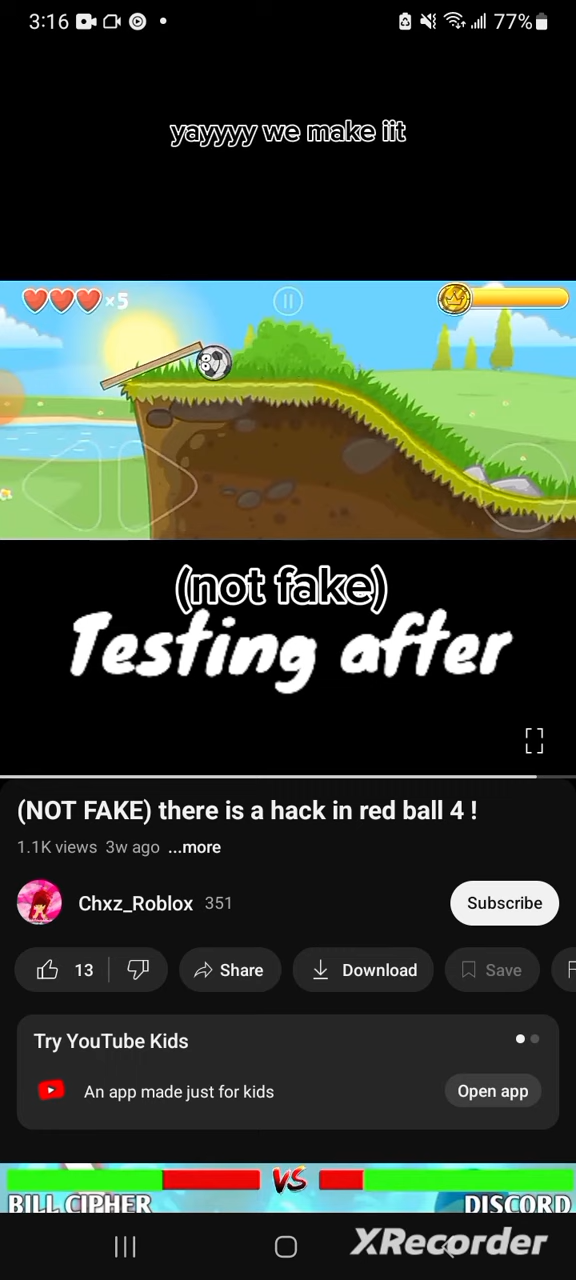 3:16
77%
yayyyy we make iit
×5
(not fake)
Testing after
(NOT FAKE) there is a hack in red ball 4 !
1.1K views 3w ago ...more
Chxz_Roblox 351
Subscribe
13
Share
Download
Save
Try YouTube Kids
An app made just for kids
Open app
VS
BILL CIPHER
DISCORD
XRecorder